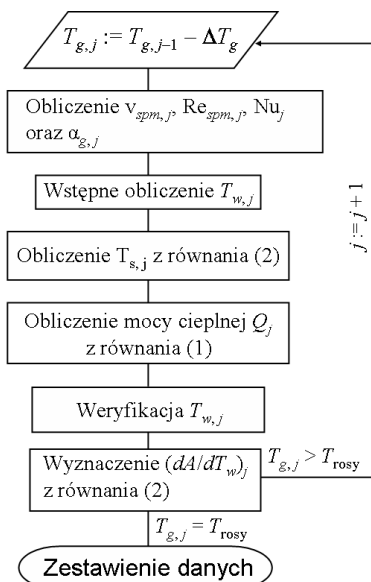 T_{g, j} := T_{g, j−1} − ΔT_g
Obliczenie v_{spm, j}, Re_{spm, j}, Nu_j
oraz α_{g, j}
Wstępne obliczenie T_{w, j}
Obliczenie T_{s, j} z równania (2)
Obliczenie mocy cieplnej Q_j
z równania (1)
Weryfikacja T_{w, j}
Wyznaczenie (dA/dT_w)_j
z równania (2)
T_{g, j} > T_{rosy}
j := j + 1
T_{g, j} = T_{rosy}
Zestawienie danych